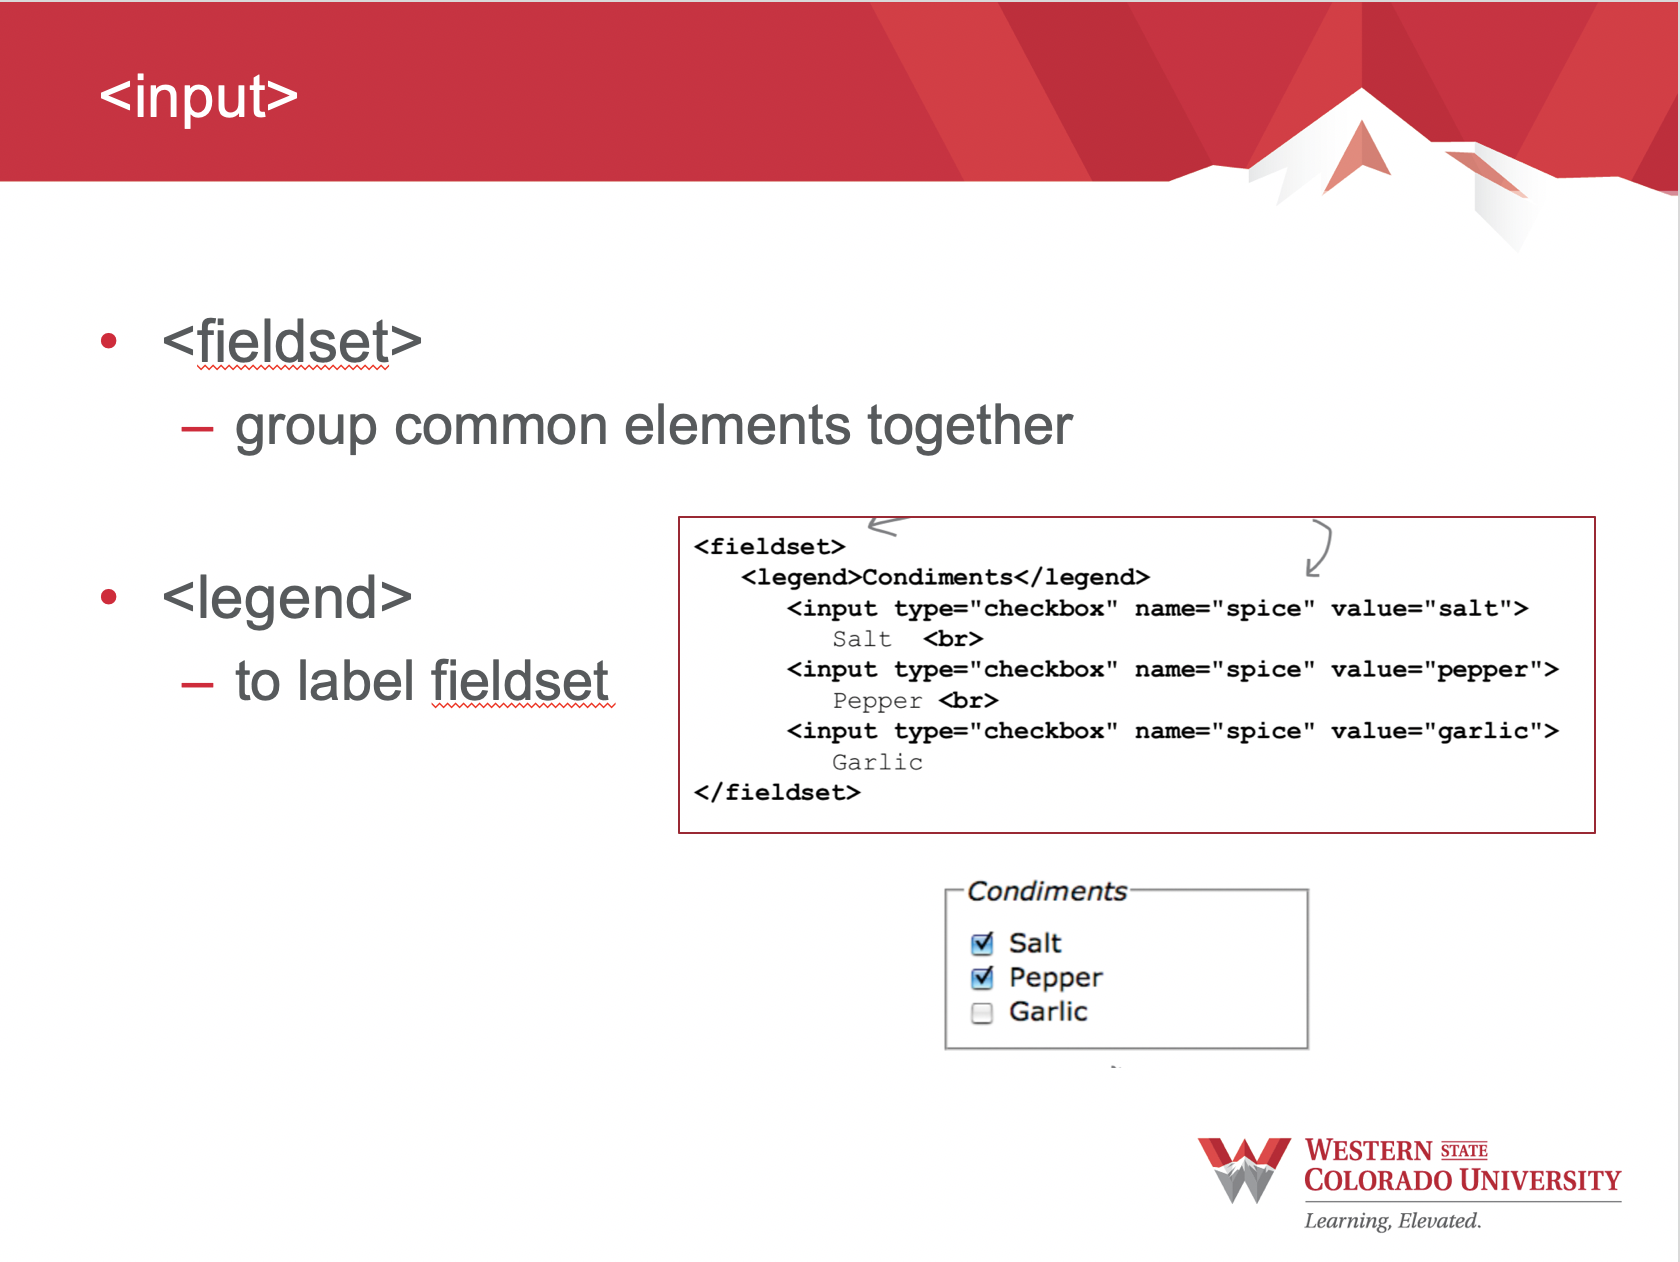 <input>
• <fieldset>
– group common elements together
• <legend>
– to label fieldset
<fieldset>
<legend>Condiments</legend>
<input type="checkbox" name="spice" value="salt">
Salt <br>
<input type="checkbox" name="spice" value="pepper">
Pepper <br>
<input type="checkbox" name="spice" value="garlic">
Garlic
</fieldset>
Condiments
Salt
Pepper
Garlic
WESTERN STATE
COLORADO UNIVERSITY
Learning, Elevated.